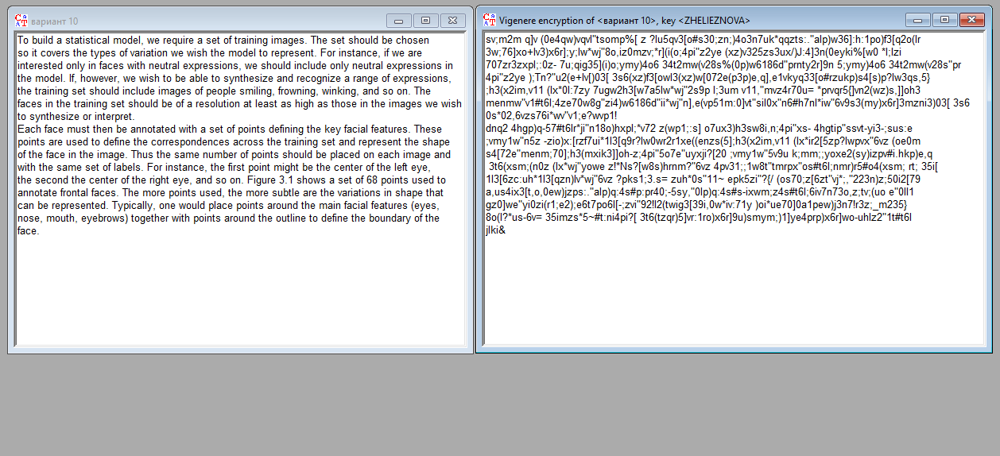 вариант 10
To build a statistical model, we require a set of training images. The set should be chosen
so it covers the types of variation we wish the model to represent. For instance, if we are
interested only in faces with neutral expressions, we should include only neutral expressions in
the model. If, however, we wish to be able to synthesize and recognize a range of expressions,
the training set should include images of people smiling, frowning, winking, and so on. The
faces in the training set should be of a resolution at least as high as those in the images we wish
to synthesize or interpret.
Each face must then be annotated with a set of points defining the key facial features. These
points are used to define the correspondences across the training set and represent the shape
of the face in the image. Thus the same number of points should be placed on each image and
with the same set of labels. For instance, the first point might be the center of the left eye,
the second the center of the right eye, and so on. Figure 3.1 shows a set of 68 points used to
annotate frontal faces. The more points used, the more subtle are the variations in shape that
can be represented. Typically, one would place points around the main facial features (eyes,
nose, mouth, eyebrows) together with points around the outline to define the boundary of the
face.
Vigenere encryption of <вариант 10>, key <ZHELIEZNOVA>
sv;m2m q]v (0e4qw)vqvl"tsomp%[ z ?lu5qv3[o#s30;zn;)4o3n7uk*qqzts:."alp)w36]:h:1po)f3[q2o(lr
3w;76]xo+lv3)x6r];y;lw*wj"8o,iz0mzv;*r](i(o;4pi"z2ye (xz)v325zs3ux/)J:4]3n(0eyki%[w0 *l;lzi
707zr3zxpl;:0z- 7u;qig35](i)o;ymy)4o6 34t2mw(v28s%(0p)w6186d"prnty2r]9n 5;ymy)4o6 34t2mw(v28s"pr
4pi"z2ye );Tn?"u2(e+lv[)03[ 3s6(xz)f3[owl3(xz)w[072e(p3p)e,q],e1vkyq33[o#rzukp)s4[s)p?lw3qs,5}
;h3(x2im,v11 (lx*0l:7zy 7ugw2h3[w7a5lw*wj"2s9p l;3um v11,"mvz4r70u= *prvqr5{]vn2(wz)s,]]oh3
menmw"v1#t6l;4ze70w8g"zi4)w6186d"ii*wj"n],e(vp51m:0]vt"sil0x"n6#h7nl*iw"6v9s3(my)x6r]3mzni3)03[ 3s6
0s*02,6vzs76i*wv"v1;e?wvp1!
dnq2 4hgp)q-57#t6lr*ji"n18o)hxpl;*v72 z(wp1;:s] o7ux3)h3sw8i,n;4pi"xs- 4hgtip"ssvt-yi3-;sus:e
;vmy1w"n5z -zio)x:[rzf7ui*1l3[q9r?lw0wr2r1xe((enzs(5];h3(x2im,v11 (lx*ir2[5zp?lwpvx"6vz (oe0m
s4[72e"menm;70];h3(mxik3]]oh-z;4pi"5o7e"uyxji?[20 ;vmy1w"5v9u k;mm;;yoxe2(sy)izpv#i.hkp)e,q
3t6(xsm;(n0z (lx*wj"yowe z!*Ns?[w8s)hrnm?"6vz 4pv31;;1w8t"tmrpx"os#t6l;nmr)r5#o4(xsm; rt; 35i[
1l3[6zc:uh*1l3[qzn)lv*wj"6vz ?pks1;3.s= zuh*0s"11~ epk5zi"?{/ (os70;z[6zt"vj*;,"223n)z;50i2[79
a,us4ix3[t,o,0ew)jzps:."alp)q:4s#p:pr40;-5sy,"0lp)q:4s#s-ixwm;z4s#t6l;6iv7n73o,z;tv;(uo e"0ll1
gz0]we"yi0zi(r1;e2);e6t7po6l[-;zvi"92!l2(twig3[39i,0w*iv:71y )oi*ue70]0a1pew)j3n7!r3z;_m235}
8o(l?*us-6v= 35imzs*5~#t:ni4pi?[ 3t6(tzqr)5]vr:1ro)x6r]9u)smym;)1]ye4prp)x6r]wo-uhlz2"1t#t6l
jlki&